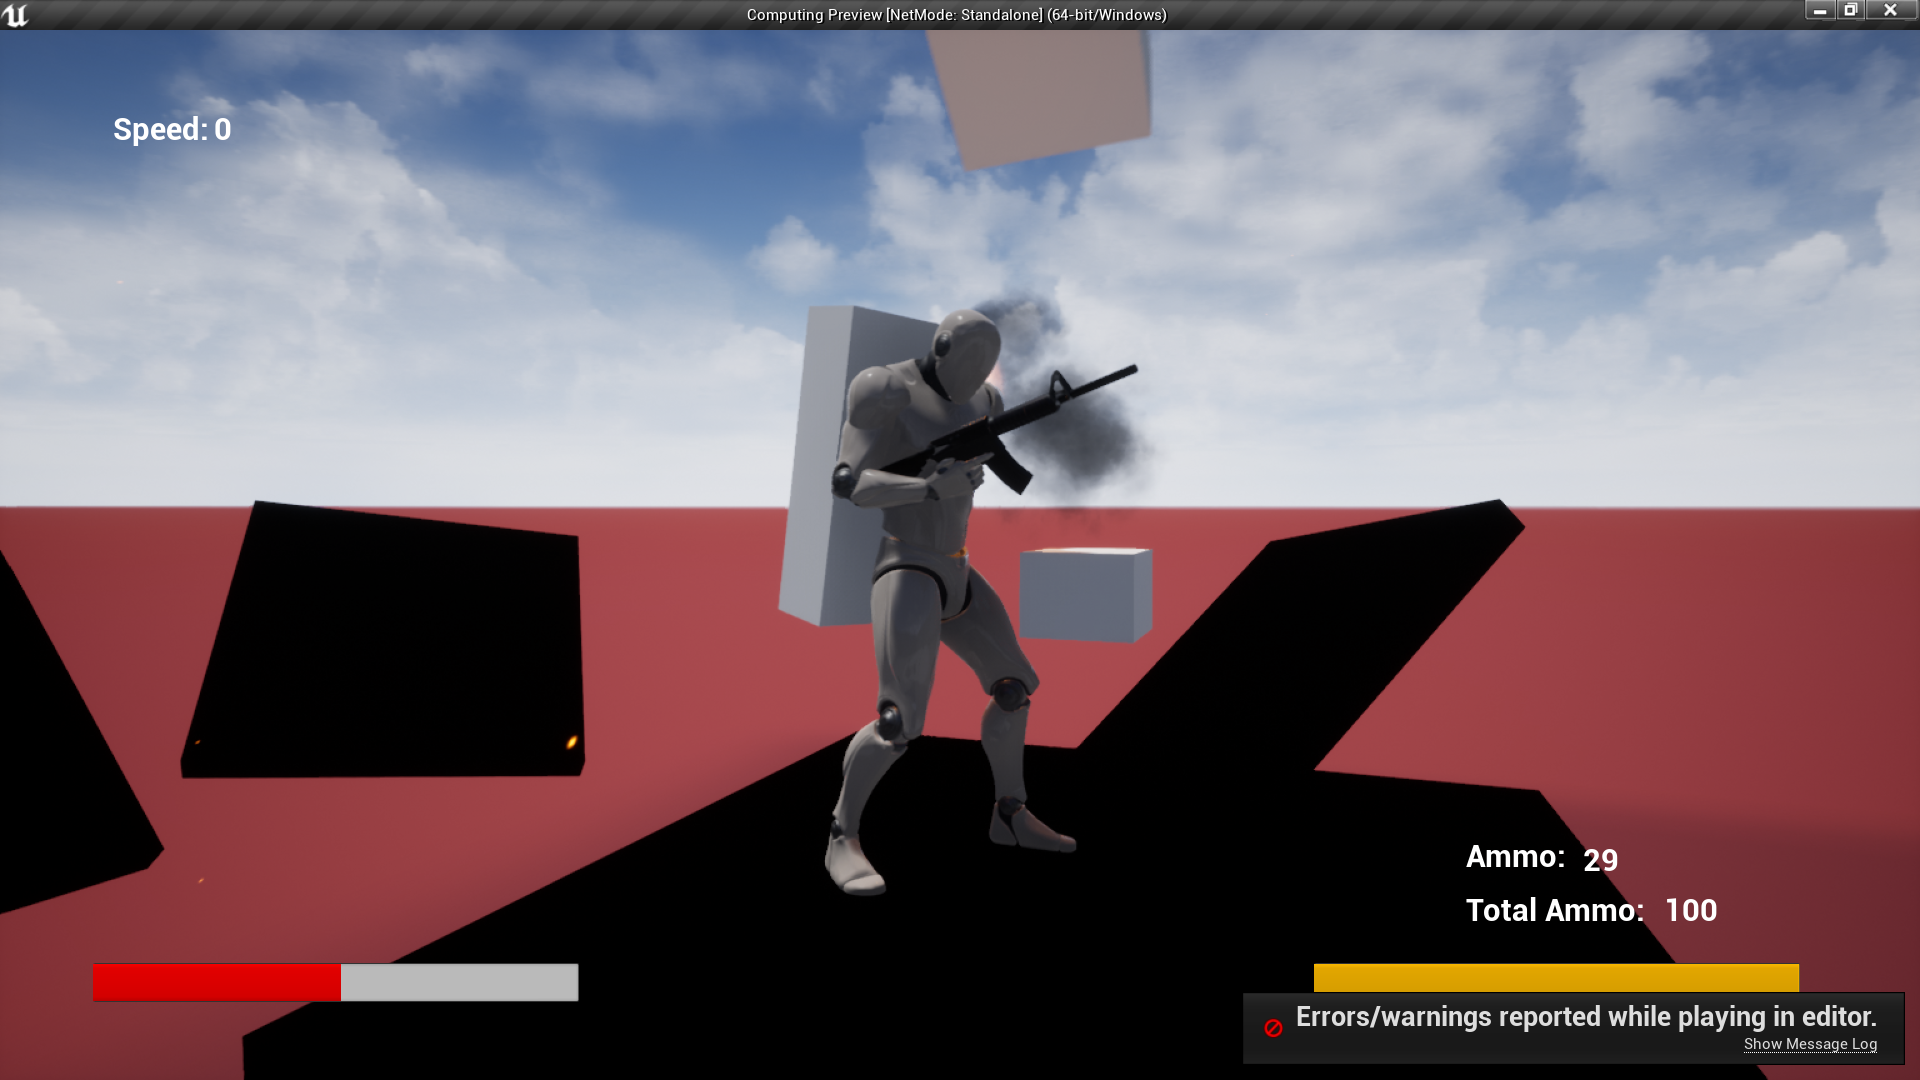 Computing Preview [NetMode: Standalone] (64-bit/Windows)
Speed: 0
Ammo: 29
Total Ammo: 100
Errors/warnings reported while playing in editor.
Show Message Log